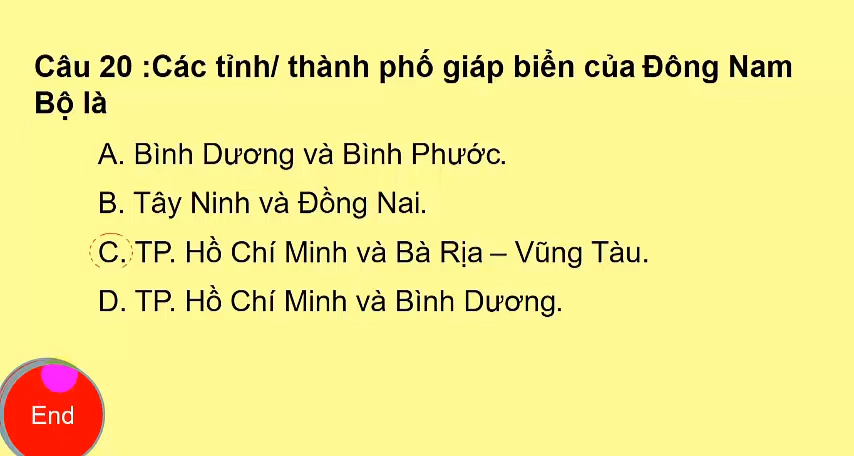 Câu 20 :Các tỉnh/ thành phố giáp biển của Đông Nam
Bộ là
A. Bình Dương và Bình Phước.
B. Tây Ninh và Đồng Nai.
C. TP. Hồ Chí Minh và Bà Rịa – Vũng Tàu.
D. TP. Hồ Chí Minh và Bình Dương.
End